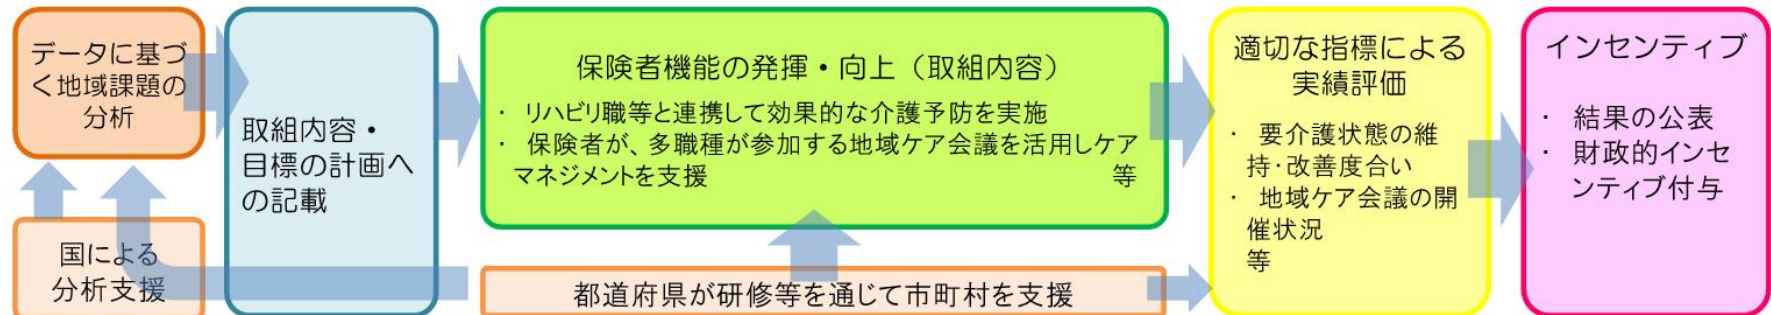 データに基づ
く地域課題の
分析
国による
分析支援
取組内容・
目標の計画へ
の記載
保険者機能の発揮・向上（取組内容）
・ リハビリ職等と連携して効果的な介護予防を実施
・ 保険者が、多職種が参加する地域ケア会議を活用しケア
マネジメントを支援 等
都道府県が研修等を通じて市町村を支援
適切な指標による
実績評価
・ 要介護状態の維
持・改善度合い
・ 地域ケア会議の開
催状況
等
インセンティブ
・ 結果の公表
・ 財政的インセ
ンティブ付与